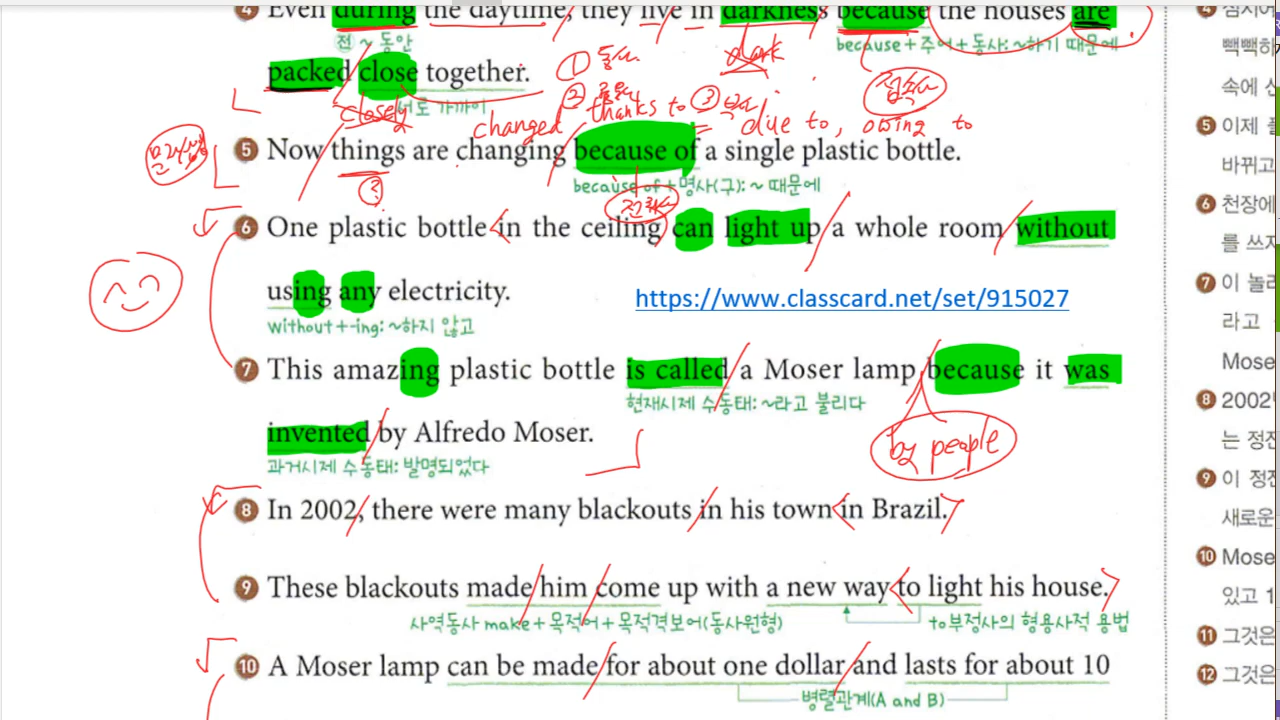 ④ Even during the daytime, they live in darkness because the houses are
전 ~ 동안
dark
because+주어+동사: ~하기 때문에
packed close together.
① 동사
접속사
closely
② 형용사
thanks to ③ 부사
changed
= due to, owing to
⑤ Now things are changing because of a single plastic bottle.
③
because of+명사(구): ~ 때문에
전치사
⑥ One plastic bottle in the ceiling can light up a whole room without
using any electricity.
https://www.classcard.net/set/915027
without+-ing: ~하지 않고
⑦ This amazing plastic bottle is called a Moser lamp because it was
현재시제 수동태: ~라고 불리다
invented by Alfredo Moser.
by people
과거시제 수동태: 발명되었다
⑧ In 2002, there were many blackouts in his town in Brazil.
⑨ These blackouts made him come up with a new way to light his house.
사역동사 make+목적어+목적격보어(동사원형)
to부정사의 형용사적 용법
⑩ A Moser lamp can be made for about one dollar and lasts for about 10
병렬관계(A and B)
④
빽빽하
속에
⑤ 이제
바뀌고
⑥ 천장에
를 쓰지
⑦ 이 놀
라고
Mose
⑧ 2002년
는 정전
⑨ 이 정전
새로운
⑩ Mose
있고 1
⑪ 그것은
⑫ 그것은